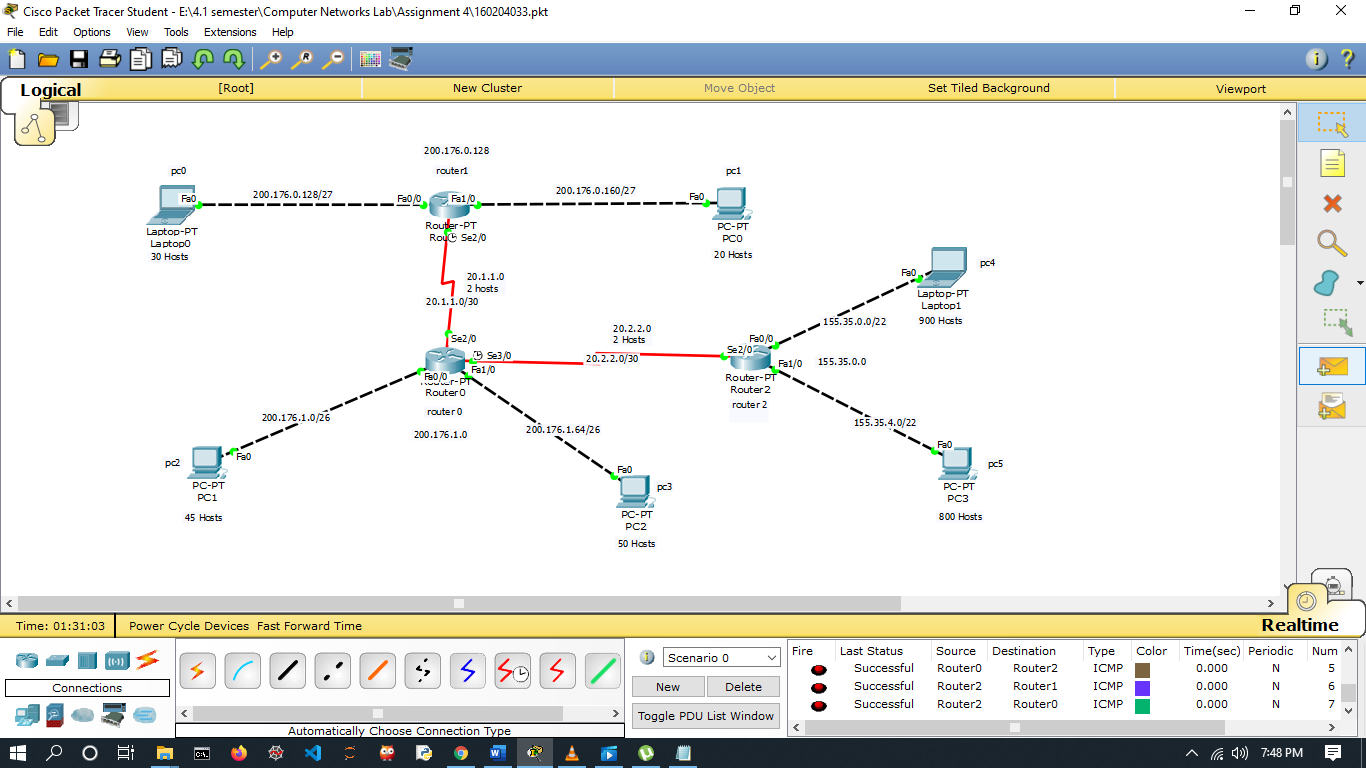 Cisco Packet Tracer Student - E:\4.1 semester\Computer Networks Lab\Assignment 4\160204033.pkt
File Edit Options View Tools Extensions Help
Logical [Root] New Cluster Move Object Set Tiled Background Viewport
200.176.0.128
router1
pc0
200.176.0.128/27
Fa0
Fa0/0
Fa1/0
200.176.0.160/27
Fa0
pc1
Laptop-PT
Laptop0
30 Hosts
Router-PT
Se2/0
PC-PT
PC0
20 Hosts
20.1.1.0
2 hosts
20.1.1.0/30
Fa0
pc4
Laptop-PT
Laptop1
900 Hosts
155.35.0.0/22
20.2.2.0
2 Hosts
Se2/0
Se3/0
20.2.2.0/30
Se2/0
Fa0/0
Fa1/0
155.35.0.0
Fa0/0
Fa1/0
Router-PT
Router0
router 0
200.176.1.0
Router-PT
Router2
router 2
200.176.1.0/26
200.176.1.64/26
155.35.4.0/22
pc2
Fa0
PC-PT
PC1
45 Hosts
Fa0
pc3
PC-PT
PC2
50 Hosts
Fa0
pc5
PC-PT
PC3
800 Hosts
Realtime
Time: 01:31:03 Power Cycle Devices Fast Forward Time
Connections
Automatically Choose Connection Type
Scenario 0
New Delete
Toggle PDU List Window
Fire Last Status Source Destination Type Color Time(sec) Periodic Num
Successful Router0 Router2 ICMP 0.000 N 5
Successful Router2 Router1 ICMP 0.000 N 6
Successful Router2 Router0 ICMP 0.000 N 7
7:48 PM